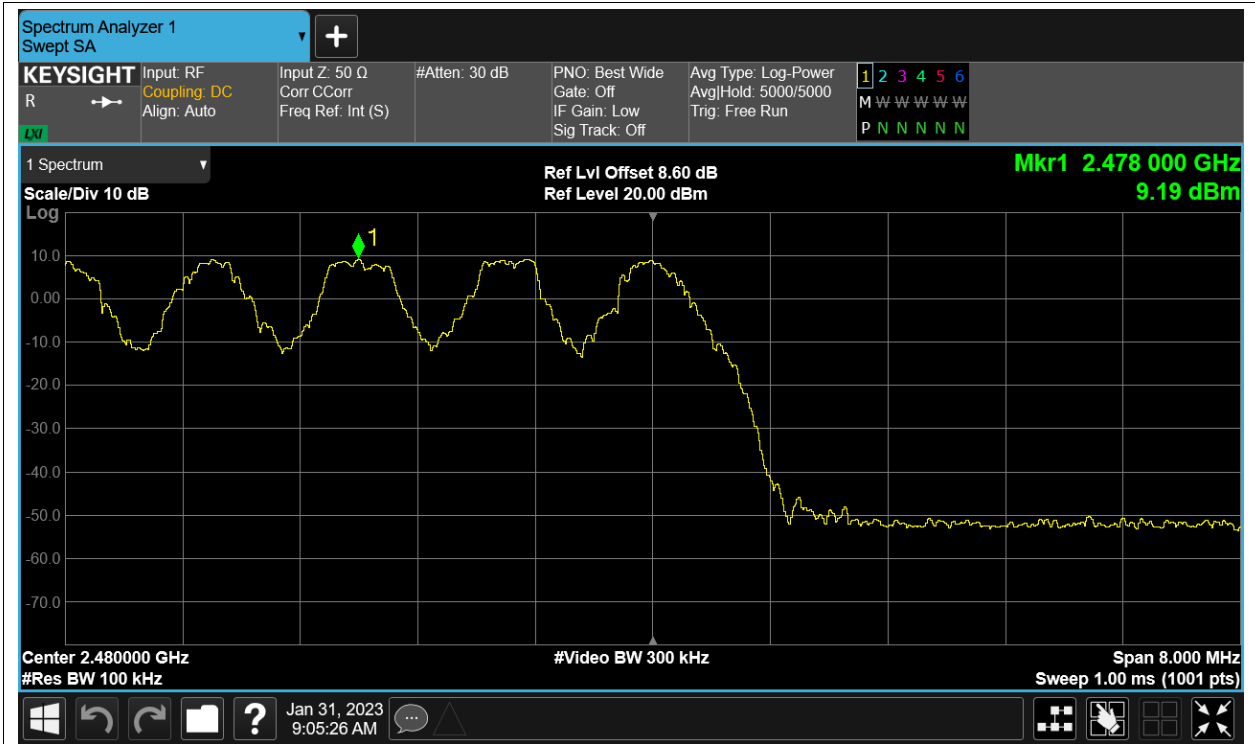 Spectrum Analyzer 1
Swept SA
KEYSIGHT
R
LXI
Input: RF
Coupling: DC
Align: Auto
Input Z: 50 Ω
Corr CCorr
Freq Ref: Int (S)
#Atten: 30 dB
PNO: Best Wide
Gate: Off
IF Gain: Low
Sig Track: Off
Avg Type: Log-Power
Avg|Hold: 5000/5000
Trig: Free Run
1 2 3 4 5 6
M W W W W W
P N N N N N
1 Spectrum
Scale/Div 10 dB
Log
Ref Lvl Offset 8.60 dB
Ref Level 20.00 dBm
Mkr1 2.478 000 GHz
9.19 dBm
1
10.0
0.00
-10.0
-20.0
-30.0
-40.0
-50.0
-60.0
-70.0
Center 2.480000 GHz
#Video BW 300 kHz
Span 8.000 MHz
#Res BW 100 kHz
Sweep 1.00 ms (1001 pts)
?
Jan 31, 2023
9:05:26 AM